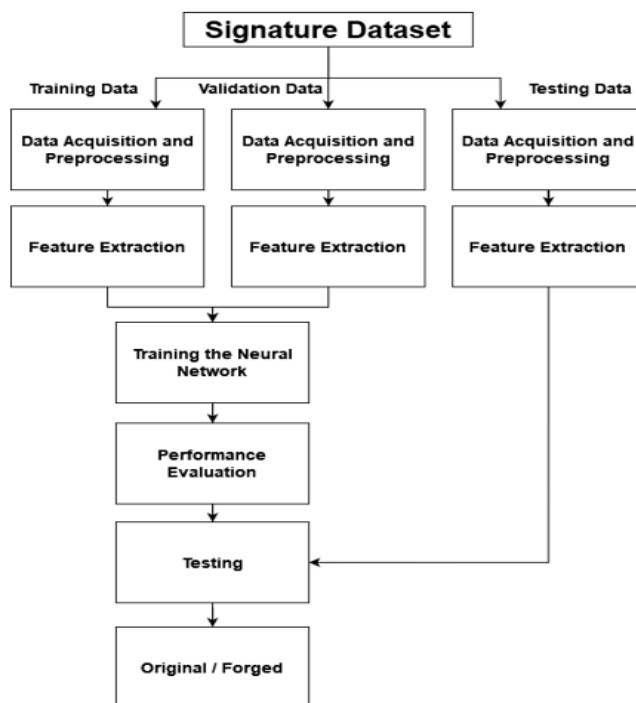 Signature Dataset
Training Data
Validation Data
Testing Data
Data Acquisition and
Preprocessing
Data Acquisition and
Preprocessing
Data Acquisition and
Preprocessing
Feature Extraction
Feature Extraction
Feature Extraction
Training the Neural
Network
Performance
Evaluation
Testing
Original / Forged